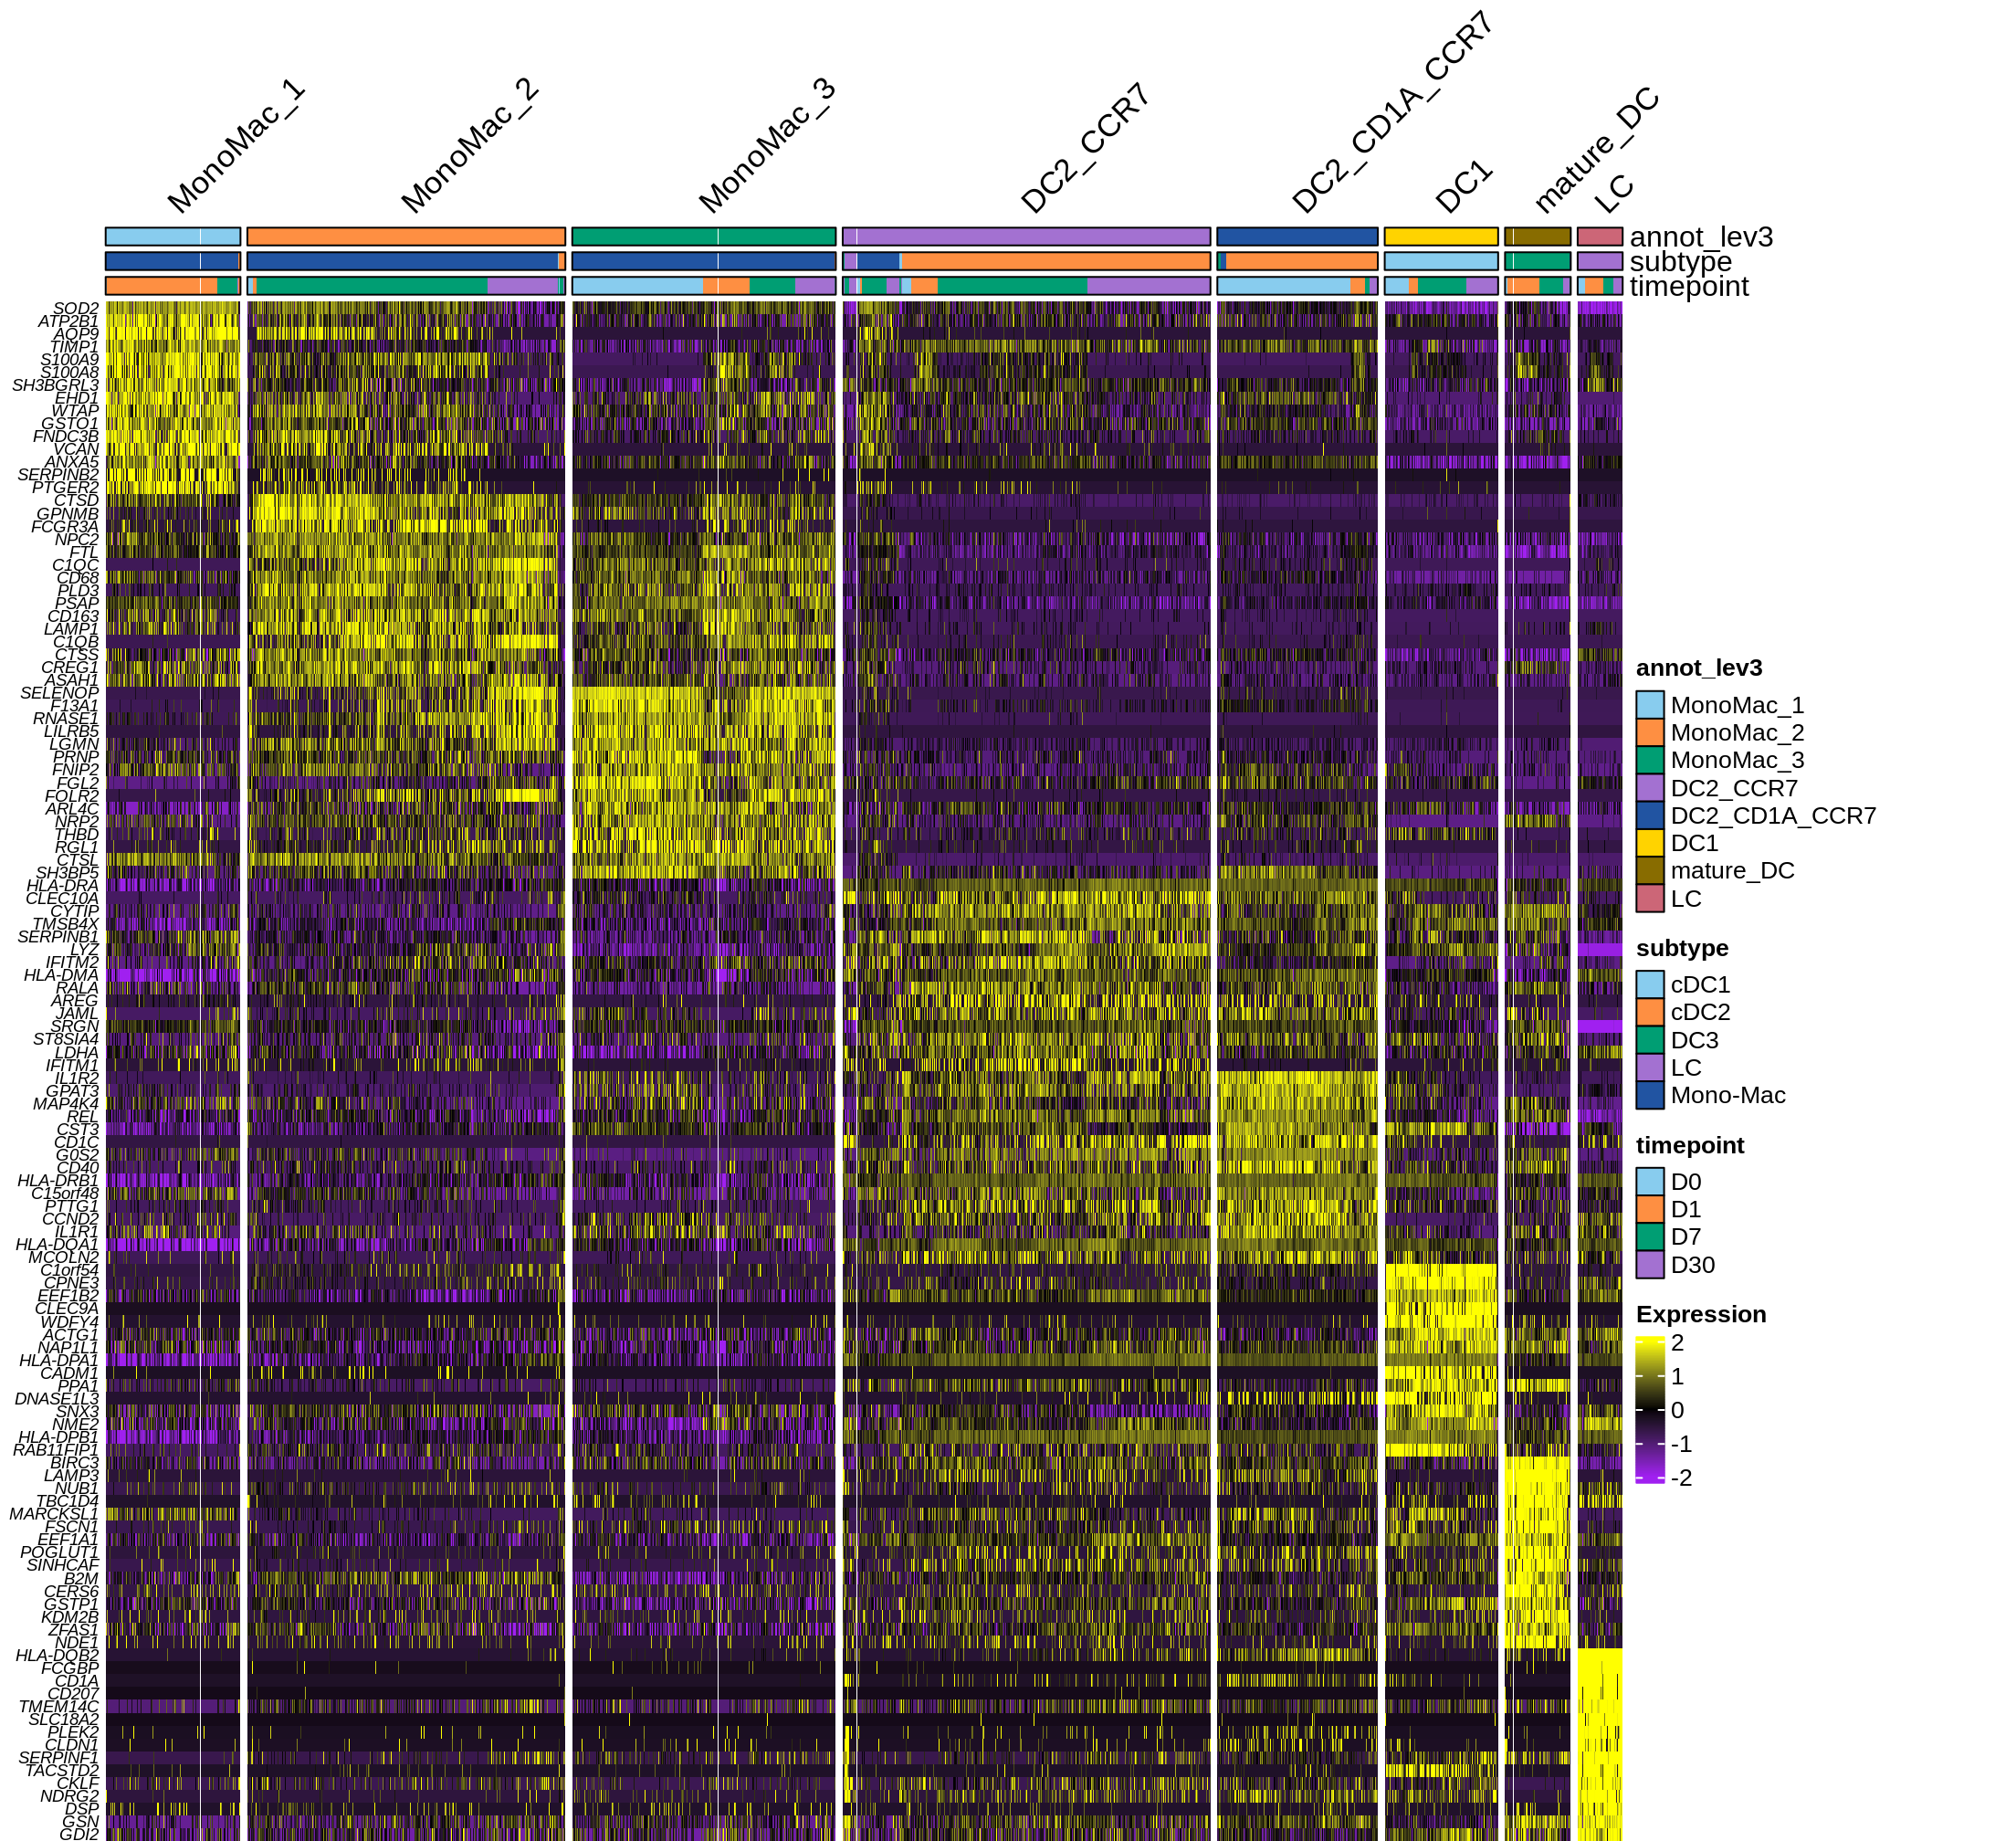 MonoMac_1
MonoMac_2
MonoMac_3
DC2_CCR7
DC2_CD1A_CCR7
DC1
mature_DC
LC
annot_lev3
subtype
timepoint
SOD2
ATP2B1
AQP9
TIMP1
S100A9
S100A8
SH3BGRL3
EHD1
WTAP
GSTO1
FNDC3B
VCAN
ANXA5
SERPINB2
PTGER2
CTSD
GPNMB
FCGR3A
NPC2
FTL
C1QC
CD68
PLD3
PSAP
CD163
LAMP1
C1QB
CTSS
CREG1
ASAH1
SELENOP
F13A1
RNASE1
LILRB5
LGMN
PRNP
FNIP2
FGL2
FOLR2
ARL4C
NRP2
THBD
RGL1
CTSL
SH3BP5
HLA-DRA
CLEC10A
CYTIP
TMSB4X
SERPINB1
LYZ
IFITM2
HLA-DMA
RALA
AREG
JAML
SRGN
ST8SIA4
LDHA
IFITM1
IL1R2
GPAT3
MAP4K4
REL
CST3
CD1C
G0S2
CD40
HLA-DRB1
C15orf48
PTTG1
CCND2
IL1R1
HLA-DQA1
MCOLN2
C1orf54
CPNE3
EEF1B2
CLEC9A
WDFY4
ACTG1
NAP1L1
HLA-DPA1
CADM1
PPA1
DNASE1L3
SNX3
NME2
HLA-DPB1
RAB11FIP1
BIRC3
LAMP3
NUB1
TBC1D4
MARCKSL1
FSCN1
EEF1A1
POGLUT1
SINHCAF
B2M
CERS6
GSTP1
KDM2B
ZFAS1
NDE1
HLA-DQB2
FCGBP
CD1A
CD207
TMEM14C
SLC18A2
PLEK2
CLDN1
SERPINF1
TACSTD2
CKLF
NDRG2
DSP
GSN
GDI2
annot_lev3
MonoMac_1
MonoMac_2
MonoMac_3
DC2_CCR7
DC2_CD1A_CCR7
DC1
mature_DC
LC
subtype
cDC1
cDC2
DC3
LC
Mono-Mac
timepoint
D0
D1
D7
D30
Expression
2
1
0
-1
-2